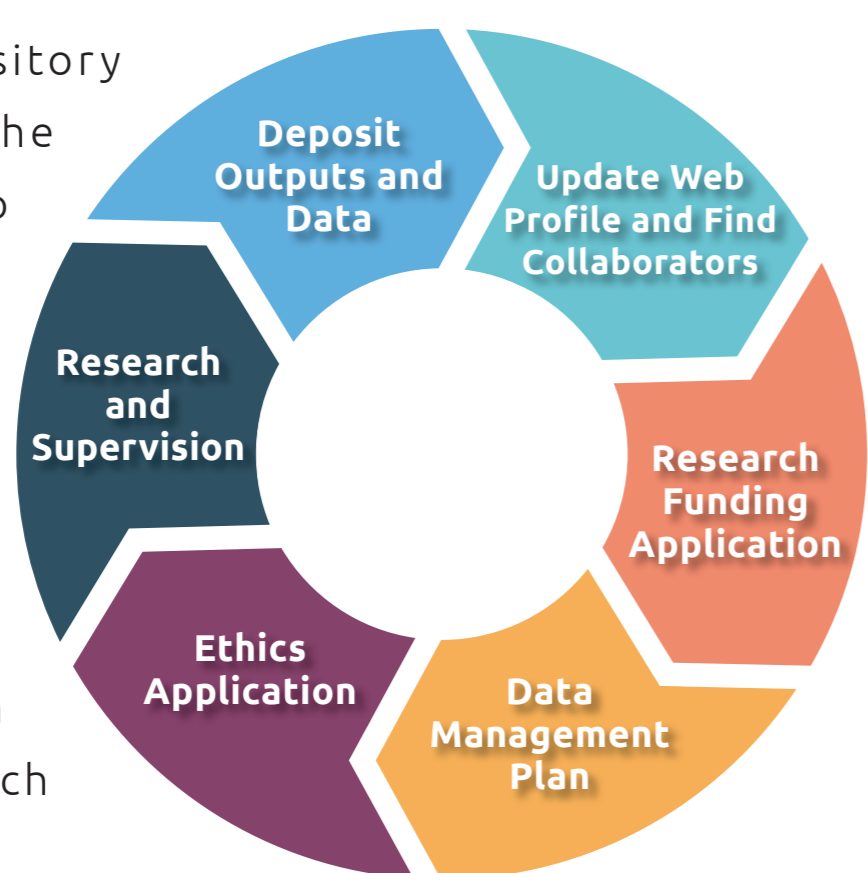 sitory
he
Deposit
Outputs and
Data
Update Web
Profile and Find
Collaborators
Research
Funding
Application
Data
Management
Plan
Ethics
Application
Research
and
Supervision
ch